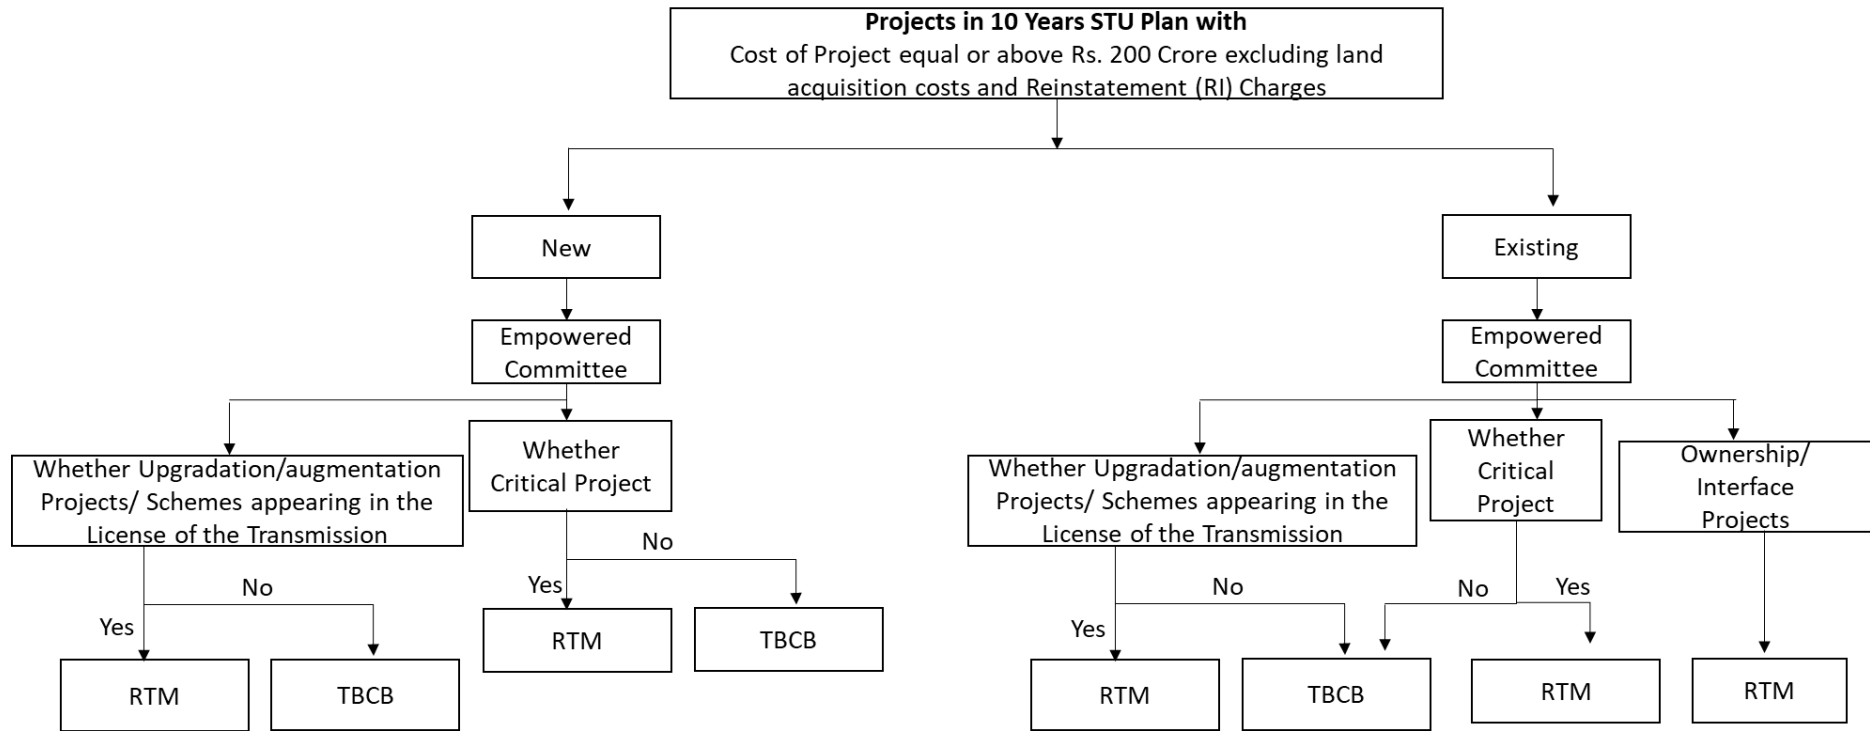 Projects in 10 Years STU Plan with
Cost of Project equal or above Rs. 200 Crore excluding land
acquisition costs and Reinstatement (RI) Charges
New
Existing
Empowered
Committee
Empowered
Committee
Whether Upgradation/augmentation
Projects/ Schemes appearing in the
License of the Transmission
Whether
Critical Project
Whether Upgradation/augmentation
Projects/ Schemes appearing in the
License of the Transmission
Whether
Critical
Project
Ownership/
Interface
Projects
No
Yes
No
Yes
No
Yes
No
Yes
RTM
TBCB
RTM
TBCB
RTM
TBCB
RTM
RTM